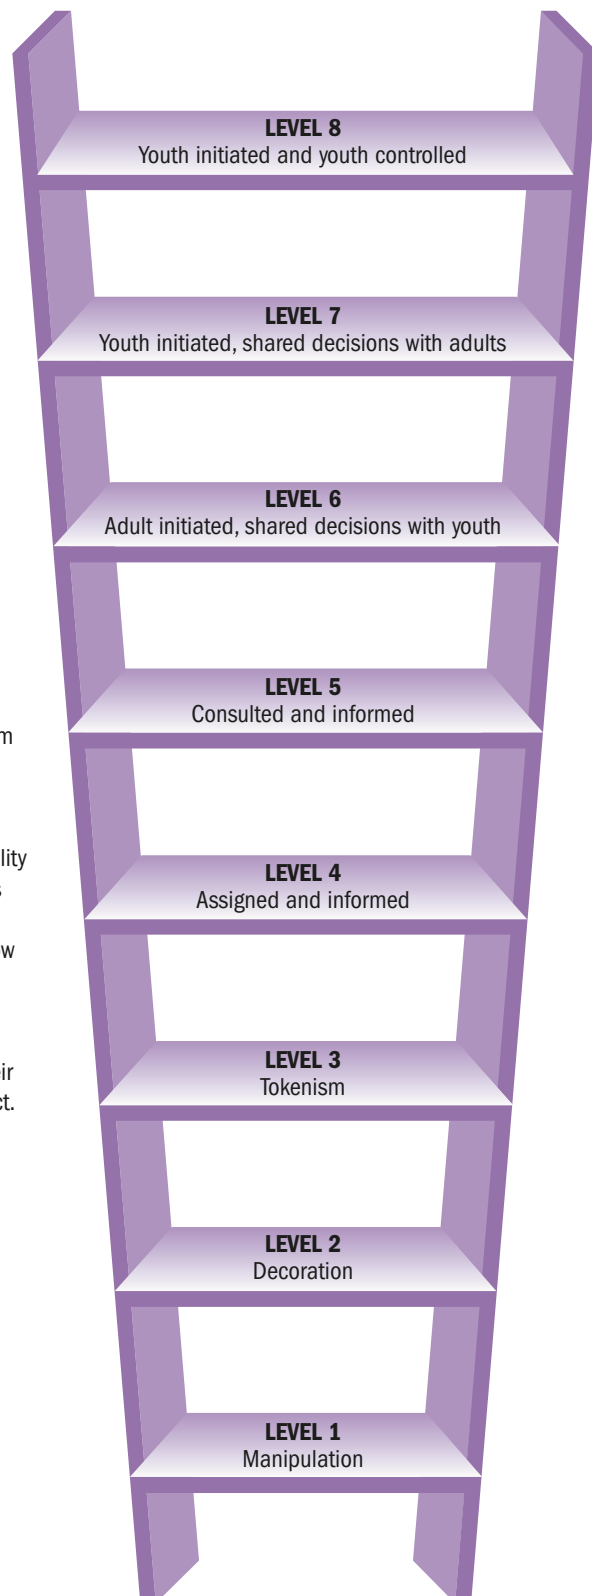 LEVEL 8
Youth initiated and youth controlled
LEVEL 7
Youth initiated, shared decisions with adults
LEVEL 6
Adult initiated, shared decisions with youth
LEVEL 5
Consulted and informed
LEVEL 4
Assigned and informed
LEVEL 3
Tokenism
LEVEL 2
Decoration
LEVEL 1
Manipulation